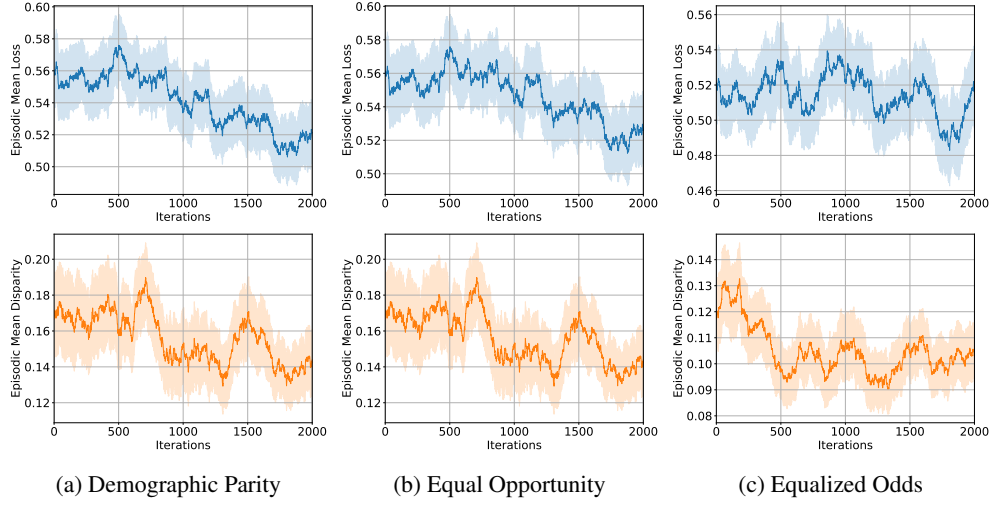 0.60
0.58
0.56
0.54
0.52
0.50
Episodic Mean Loss
0 500 1000 1500 2000
Iterations
0.60
0.58
0.56
0.54
0.52
0.50
Episodic Mean Loss
0 500 1000 1500 2000
Iterations
0.56
0.54
0.52
0.50
0.48
0.46
Episodic Mean Loss
0 500 1000 1500 2000
Iterations
0.20
0.18
0.16
0.14
0.12
Episodic Mean Disparity
0 500 1000 1500 2000
Iterations
0.20
0.18
0.16
0.14
0.12
Episodic Mean Disparity
0 500 1000 1500 2000
Iterations
0.14
0.13
0.12
0.11
0.10
0.09
0.08
Episodic Mean Disparity
0 500 1000 1500 2000
Iterations
(a) Demographic Parity
(b) Equal Opportunity
(c) Equalized Odds